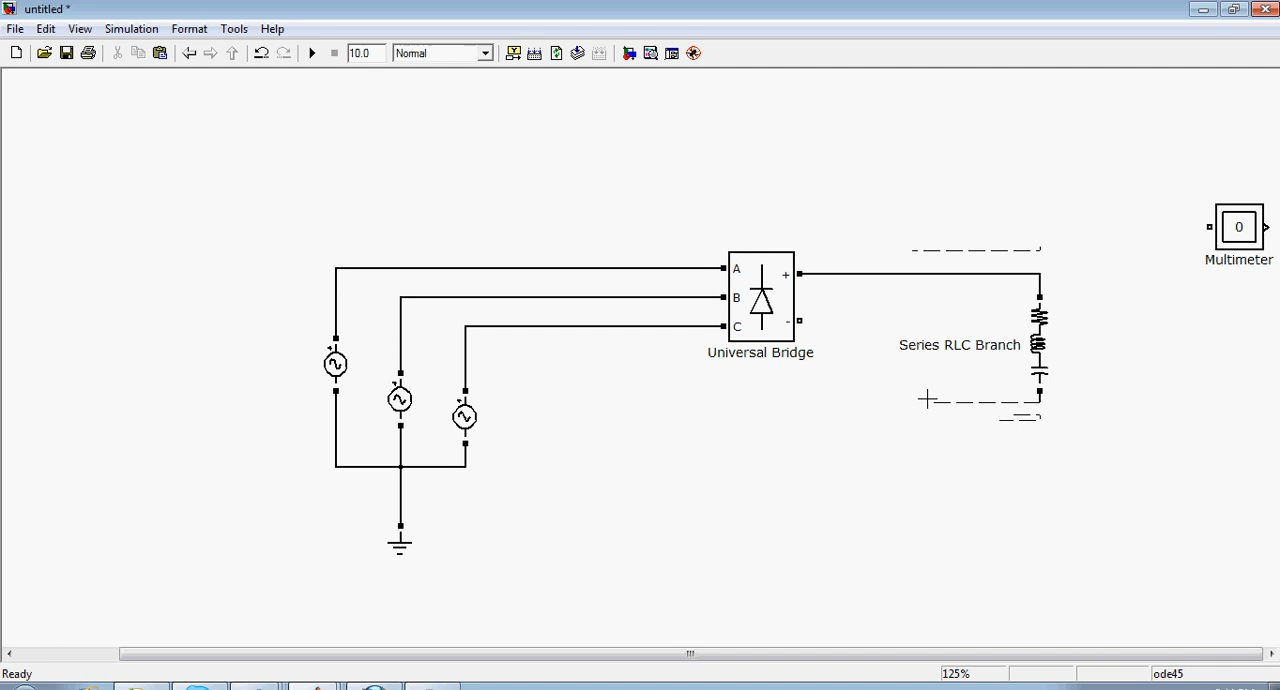 untitled *
File Edit View Simulation Format Tools Help
10.0 Normal
A
B
C
+
-
Universal Bridge
Series RLC Branch
0
Multimeter
Ready 125% ode45